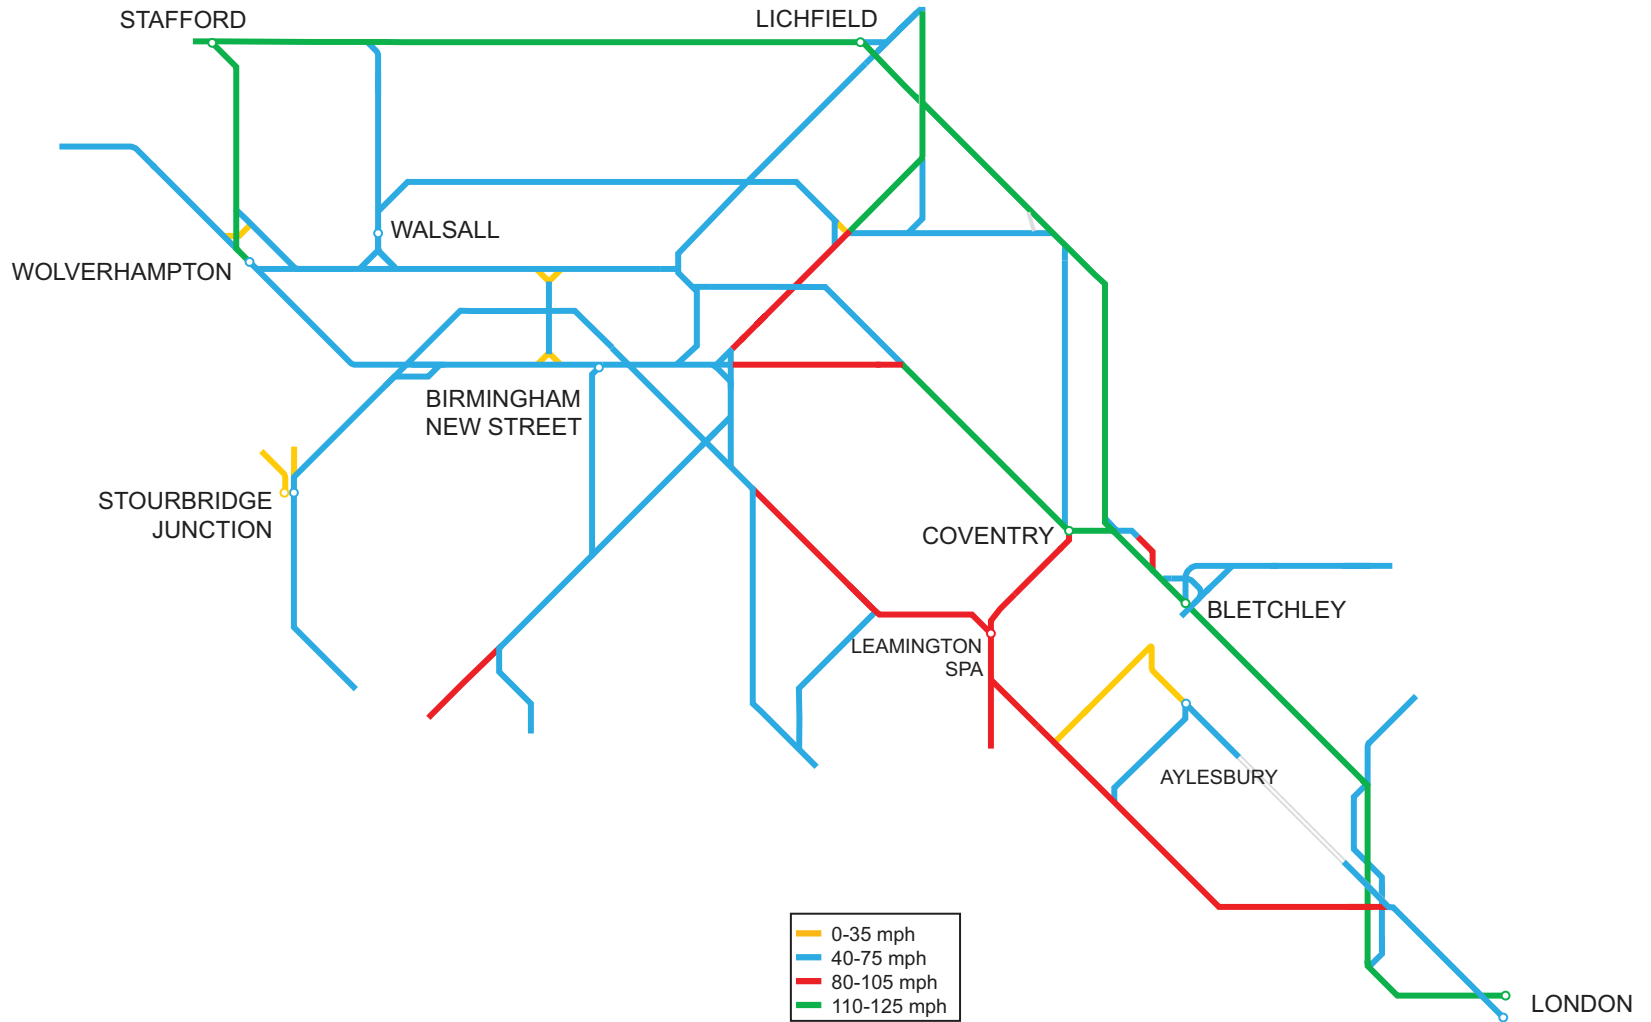 STAFFORD
LICHFIELD
WALSALL
WOLVERHAMPTON
BIRMINGHAM
NEW STREET
STOURBRIDGE
JUNCTION
COVENTRY
BLETCHLEY
LEAMINGTON
SPA
AYLESBURY
0-35 mph
40-75 mph
80-105 mph
110-125 mph
LONDON